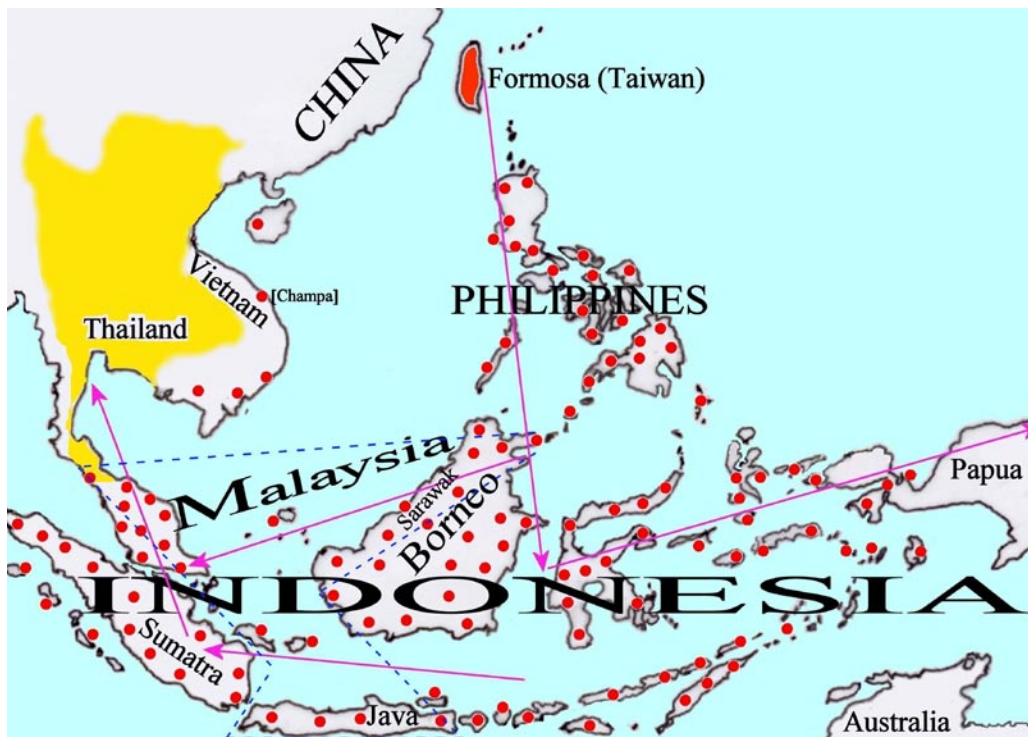 CHINA
Formosa (Taiwan)
Vietnam
[Champa]
PHILIPPINES
Thailand
Malaysia
Sarawak
Borneo
Papua
INDONESIA
Sumatra
Java
Australia